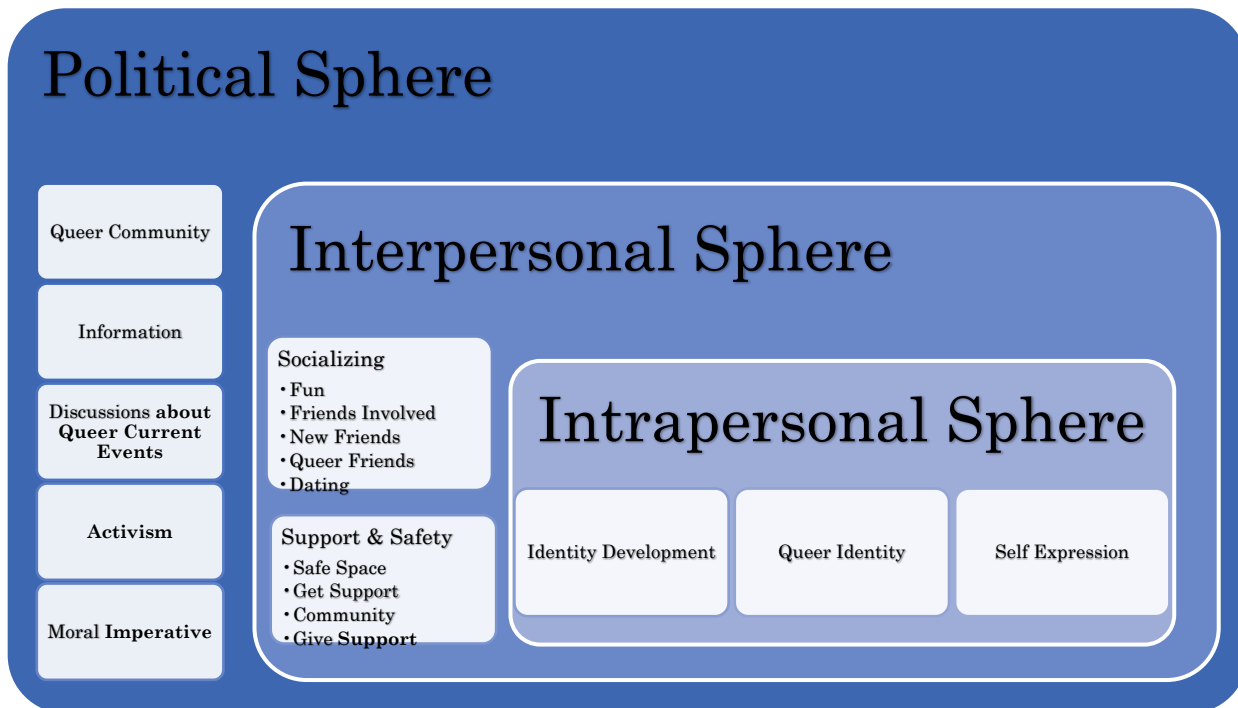 Political Sphere
Queer Community
Information
Discussions about
Queer Current
Events
Activism
Moral Imperative
Interpersonal Sphere
Socializing
•Fun
•Friends Involved
•New Friends
•Queer Friends
•Dating
Support & Safety
•Safe Space
•Get Support
•Community
•Give Support
Intrapersonal Sphere
Identity Development
Queer Identity
Self Expression